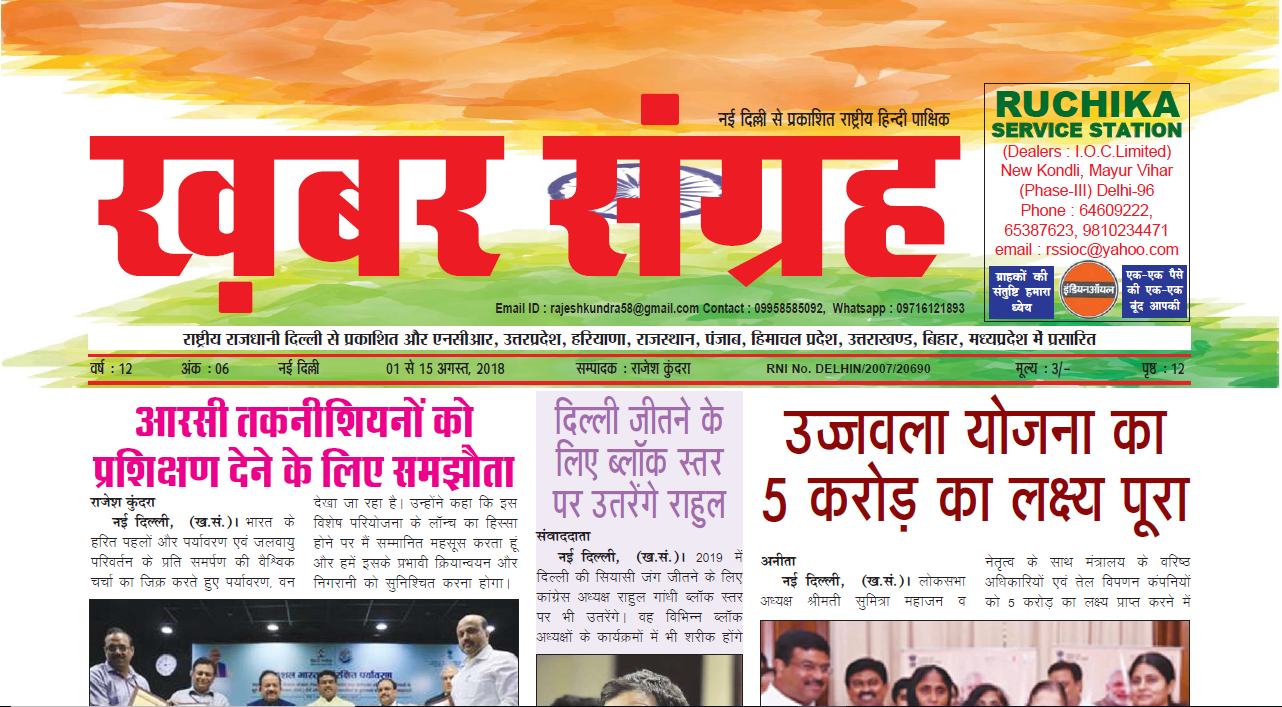 नई दिल्ली से प्रकाशित राष्ट्रीय हिन्दी पाक्षिक
ख़बर संग्रह
Email ID : rajeshkundra58@gmail.com Contact : 09958585092, Whatsapp : 09716121893
RUCHIKA
SERVICE STATION
(Dealers : I.O.C.Limited)
New Kondli, Mayur Vihar
(Phase-III) Delhi-96
Phone : 64609222,
65387623, 9810234471
email : rssioc@yahoo.com
ग्राहकों की
संतुष्टि हमारा
ध्येय
इंडियनऑयल
एक-एक पैसे
की एक-एक
बूंद आपकी
राष्ट्रीय राजधानी दिल्ली से प्रकाशित और एनसीआर, उत्तरप्रदेश, हरियाणा, राजस्थान, पंजाब, हिमाचल प्रदेश, उत्तराखण्ड, बिहार, मध्यप्रदेश में प्रसारित
वर्ष : 12 अंक : 06 नई दिल्ली 01 से 15 अगस्त, 2018 सम्पादक : राजेश कुंदरा RNI No. DELHIN/2007/20690 मूल्य : 3/- पृष्ठ : 12
आरसी तकनीशियनों को
प्रशिक्षण देने के लिए समझौता
राजेश कुंदरा
नई दिल्ली, (ख.सं.)। भारत के
हरित पहलों और पर्यावरण एवं जलवायु
परिवर्तन के प्रति समर्पण की वैश्विक
चर्चा का जिक्र करते हुए पर्यावरण, वन
देखा जा रहा है। उन्होंने कहा कि इस
विशेष परियोजना के लॉन्च का हिस्सा
होने पर मैं सम्मानित महसूस करता हूं
और हमें इसके प्रभावी क्रियान्वयन और
निगरानी को सुनिश्चित करना होगा।
दिल्ली जीतने के
लिए ब्लॉक स्तर
पर उतरेंगे राहुल
संवाददाता
नई दिल्ली, (ख.सं.)। 2019 में
दिल्ली की सियासी जंग जीतने के लिए
कांग्रेस अध्यक्ष राहुल गांधी ब्लॉक स्तर
पर भी उतरेंगे। वह विभिन्न ब्लॉक
अध्यक्षों के कार्यक्रमों में भी शरीक होंगे
उज्जवला योजना का
5 करोड़ का लक्ष्य पूरा
अनीता
नई दिल्ली, (ख.सं.)। लोकसभा
अध्यक्ष श्रीमती सुमित्रा महाजन व
नेतृत्व के साथ मंत्रालय के वरिष्ठ
अधिकारियों एवं तेल विपणन कंपनियों
को 5 करोड़ का लक्ष्य प्राप्त करने में